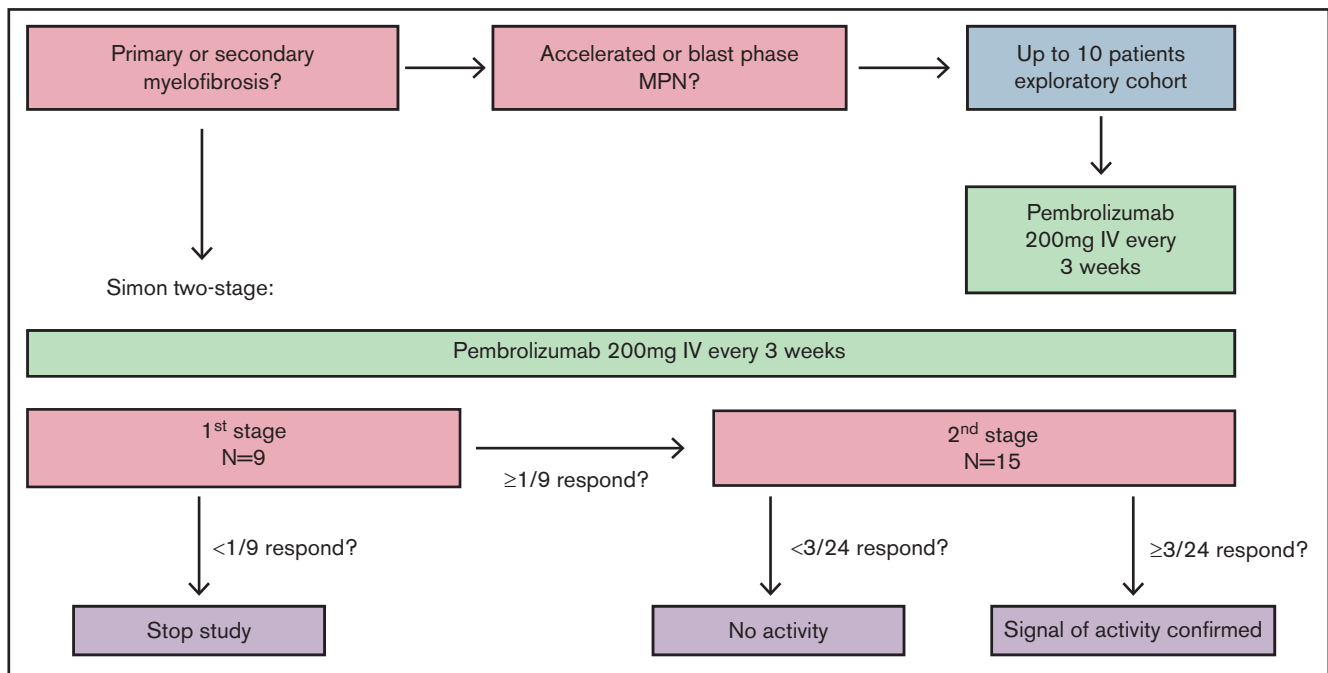 Primary or secondary
myelofibrosis?
Accelerated or blast phase
MPN?
Up to 10 patients
exploratory cohort
Pembrolizumab
200mg IV every
3 weeks
Simon two-stage:
Pembrolizumab 200mg IV every 3 weeks
1st stage
N=9
≥1/9 respond?
2nd stage
N=15
<1/9 respond?
<3/24 respond?
≥3/24 respond?
Stop study
No activity
Signal of activity confirmed